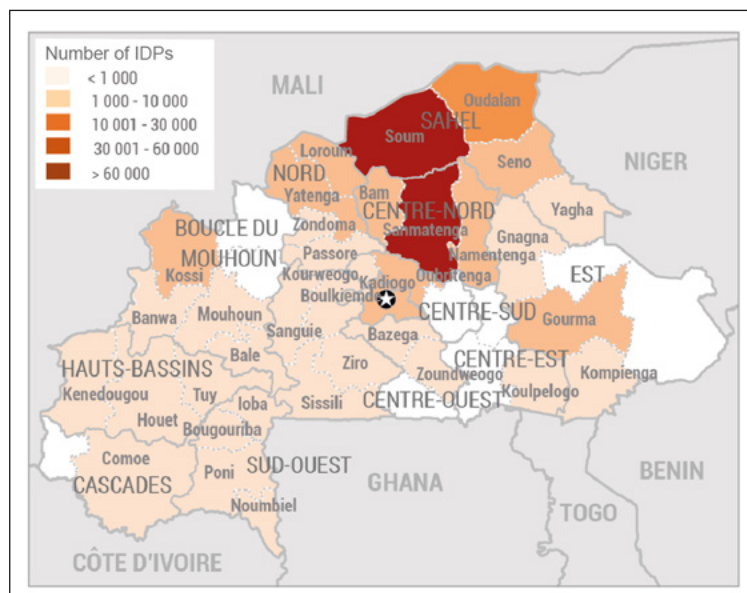 Number of IDPs
< 1 000
1 000 - 10 000
10 001 - 30 000
30 001 - 60 000
> 60 000
MALI
Oudalan
SAHEL
Soum
Loroum
Seno
NIGER
NORD
Yatenga
Bam
CENTRE-NORD
Sanmatenga
Yagha
BOUCLE DU
MOUHOUN
Zondoma
Gnagna
Namentenga
Kossi
Passore
Kourweogo
Kadiogo
Oubritenga
EST
Boulkiemde
CENTRE-SUD
Banwa
Mouhoun
Sanguie
Bazega
Gourma
Bale
HAUTS-BASSINS
Ziro
CENTRE-EST
Zoundweogo
Kompienga
Kenedougou
Tuy
Ioba
Sissili
CENTRE-OUEST
Koulpelogo
Houet
Bougouriba
Comoe
CASCADES
Poni
SUD-OUEST
GHANA
BENIN
Noumbiel
TOGO
CÔTE D'IVOIRE